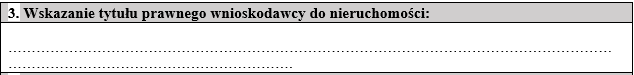 3. Wskazanie tytułu prawnego wnioskodawcy do nieruchomości:
……………………………………………………………………………………………………………………
……………………………………………………